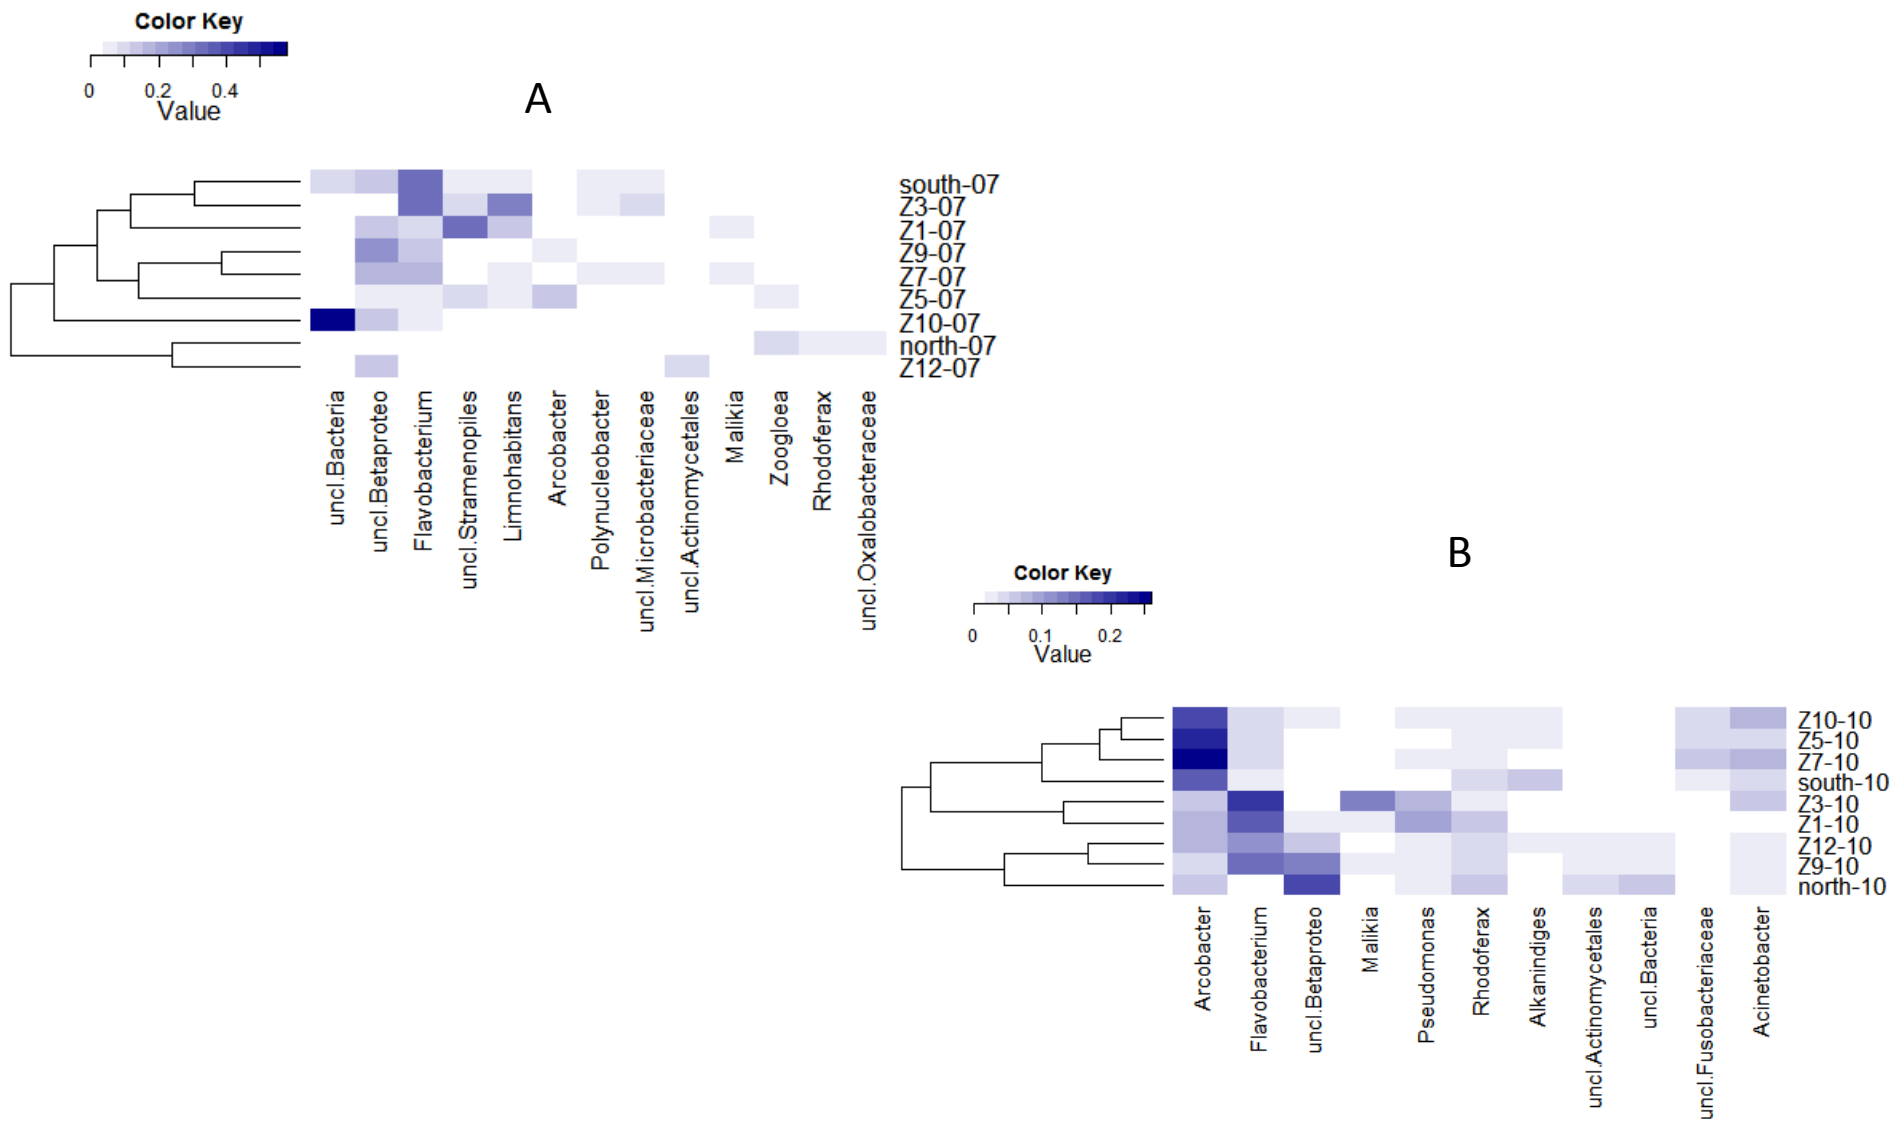 Color Key
0 0.2 0.4
Value
A
south-07
Z3-07
Z1-07
Z9-07
Z7-07
Z5-07
Z10-07
north-07
Z12-07
uncl.Bacteria
uncl.Betaproteo
Flavobacterium
uncl.Stramenopiles
Limnohabitans
Arcobacter
Polynucleobacter
uncl.Microbacteriaceae
uncl.Actinomycetales
Malikia
Zoogloea
Rhodoferax
uncl.Oxalobacteraceae
B
Color Key
0 0.1 0.2
Value
Z10-10
Z5-10
Z7-10
south-10
Z3-10
Z1-10
Z12-10
Z9-10
north-10
Arcobacter
Flavobacterium
uncl.Betaproteo
Malikia
Pseudomonas
Rhodoferax
Alkanindiges
uncl.Actinomycetales
uncl.Bacteria
uncl.Fusobacteriaceae
Acinetobacter